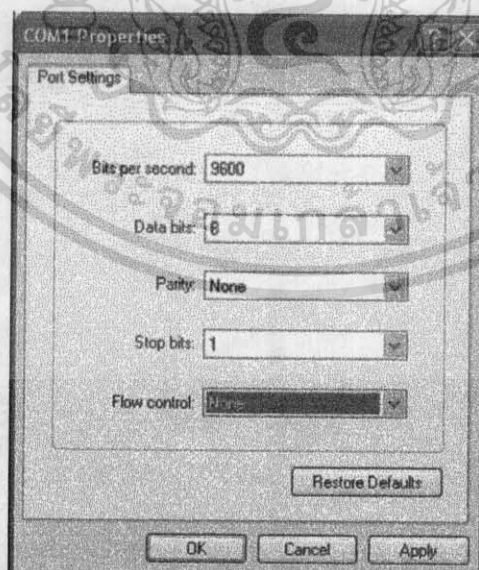 COM1 Properties
Port Settings
Bits per second: 9600
Data bits: 8
Parity: None
Stop bits: 1
Flow control: None
Restore Defaults
OK Cancel Apply